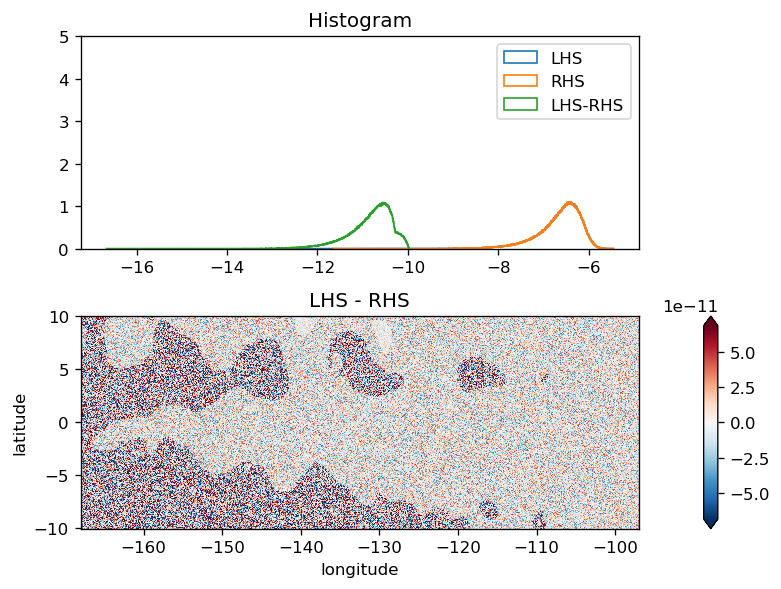 Histogram
5
4
3
2
1
0
LHS
RHS
LHS-RHS
−16 −14 −12 −10 −8 −6
LHS - RHS
1e−11
10
5
0
−5
−10
latitude
−160 −150 −140 −130 −120 −110 −100
longitude
5.0
2.5
0.0
−2.5
−5.0